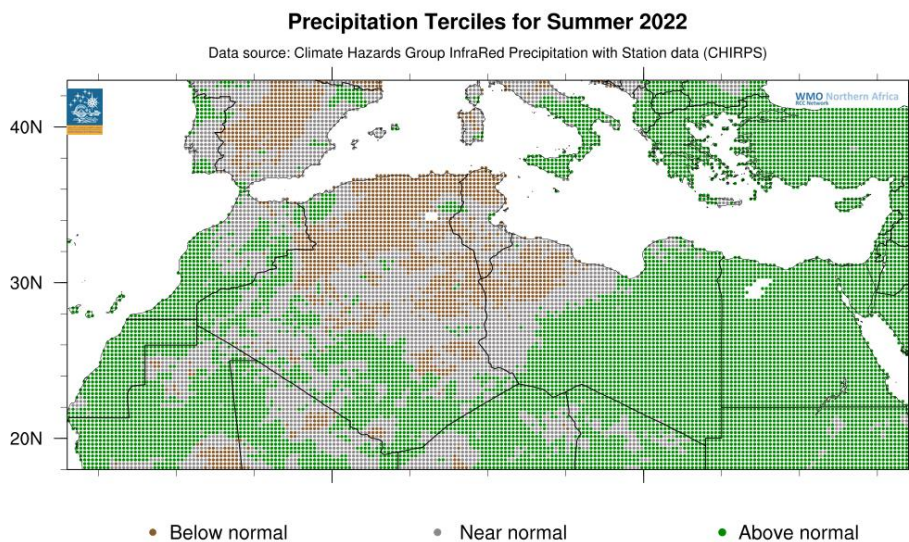 Precipitation Terciles for Summer 2022
Data source: Climate Hazards Group InfraRed Precipitation with Station data (CHIRPS)
WMO Northern Africa
RCC Network
40N
30N
20N
Below normal
Near normal
Above normal